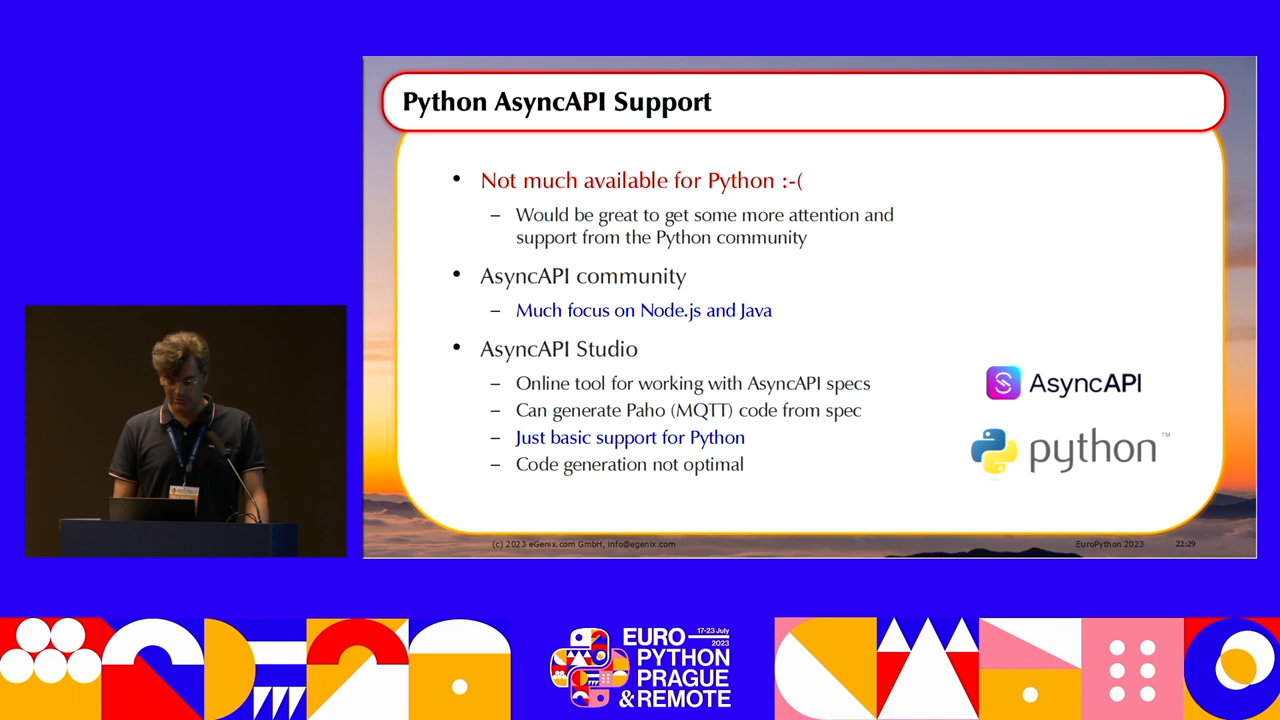 Python AsyncAPI Support
• Not much available for Python :-(
– Would be great to get some more attention and
support from the Python community
• AsyncAPI community
– Much focus on Node.js and Java
• AsyncAPI Studio
– Online tool for working with AsyncAPI specs
– Can generate Paho (MQTT) code from spec
– Just basic support for Python
– Code generation not optimal
AsyncAPI
python™
(c) 2023 eGenix.com GmbH, info@egenix.com
EuroPython 2023
22:29
EURO
17-23 July
2023
PYTHON
PRAGUE
& REMOTE